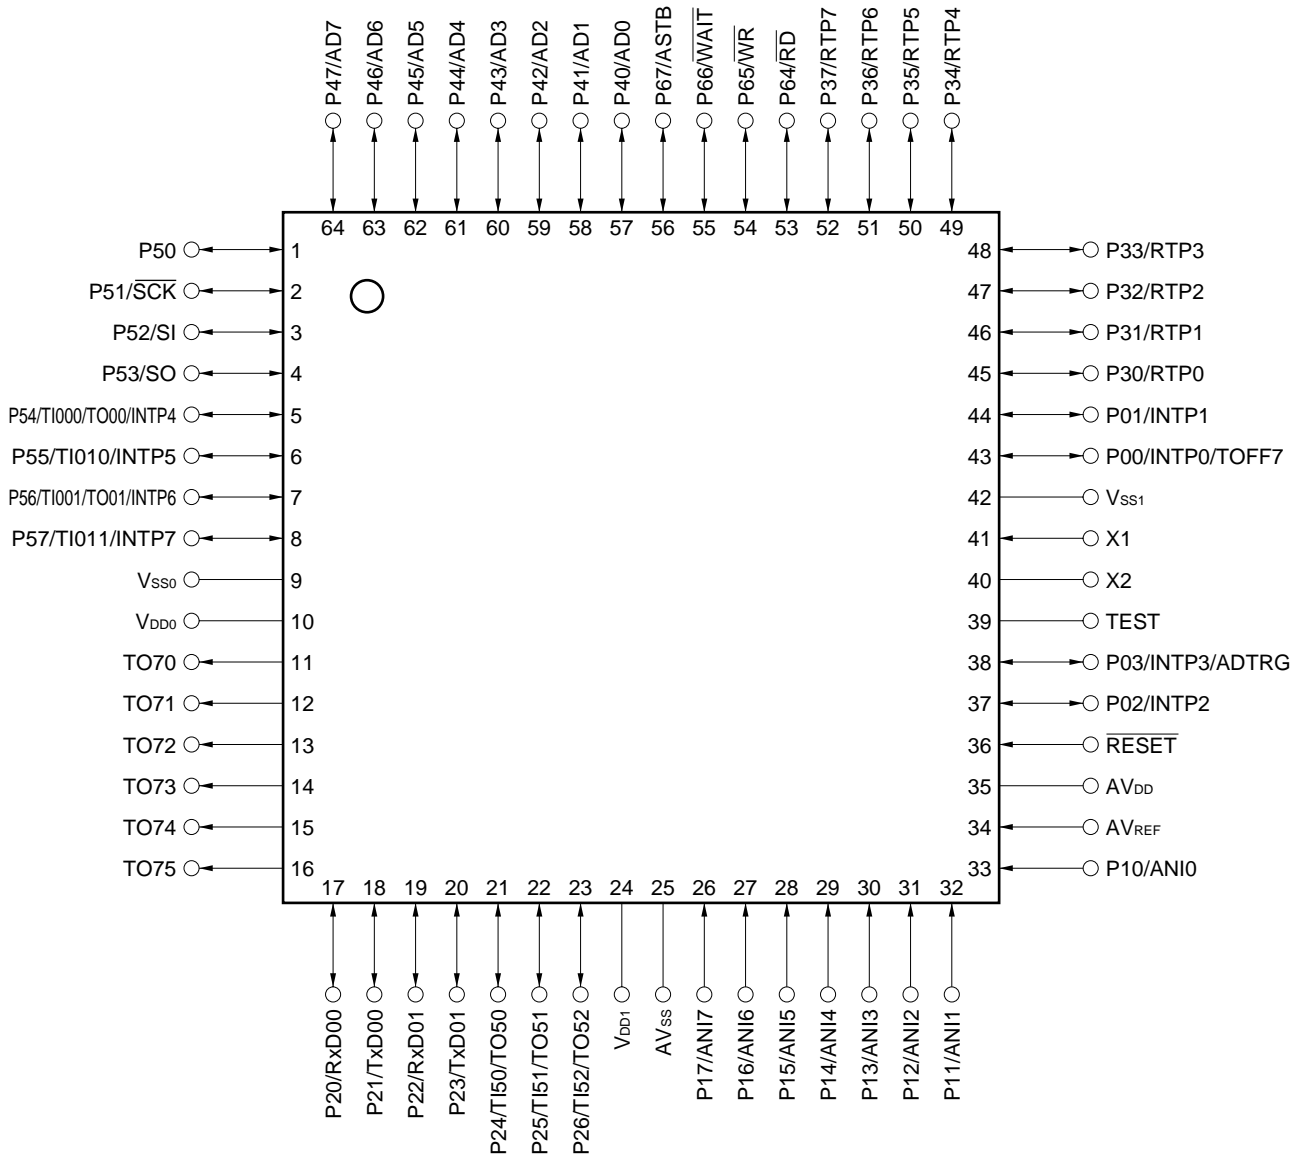 P47/AD7
P46/AD6
P45/AD5
P44/AD4
P43/AD3
P42/AD2
P41/AD1
P40/AD0
P67/ASTB
P66/WAIT
P65/WR
P64/RD
P37/RTP7
P36/RTP6
P35/RTP5
P34/RTP4
64 63 62 61 60 59 58 57 56 55 54 53 52 51 50 49
P50 1
P51/SCK 2
P52/SI 3
P53/SO 4
P54/TI000/TO00/INTP4 5
P55/TI010/INTP5 6
P56/TI001/TO01/INTP6 7
P57/TI011/INTP7 8
VSS0 9
VDD0 10
TO70 11
TO71 12
TO72 13
TO73 14
TO74 15
TO75 16
48 P33/RTP3
47 P32/RTP2
46 P31/RTP1
45 P30/RTP0
44 P01/INTP1
43 P00/INTP0/TOFF7
42 VSS1
41 X1
40 X2
39 TEST
38 P03/INTP3/ADTRG
37 P02/INTP2
36 RESET
35 AVDD
34 AVREF
33 P10/ANI0
17 18 19 20 21 22 23 24 25 26 27 28 29 30 31 32
P20/RxD00
P21/TxD00
P22/RxD01
P23/TxD01
P24/TI50/TO50
P25/TI51/TO51
P26/TI52/TO52
VDD1
AVSS
P17/ANI7
P16/ANI6
P15/ANI5
P14/ANI4
P13/ANI3
P12/ANI2
P11/ANI1